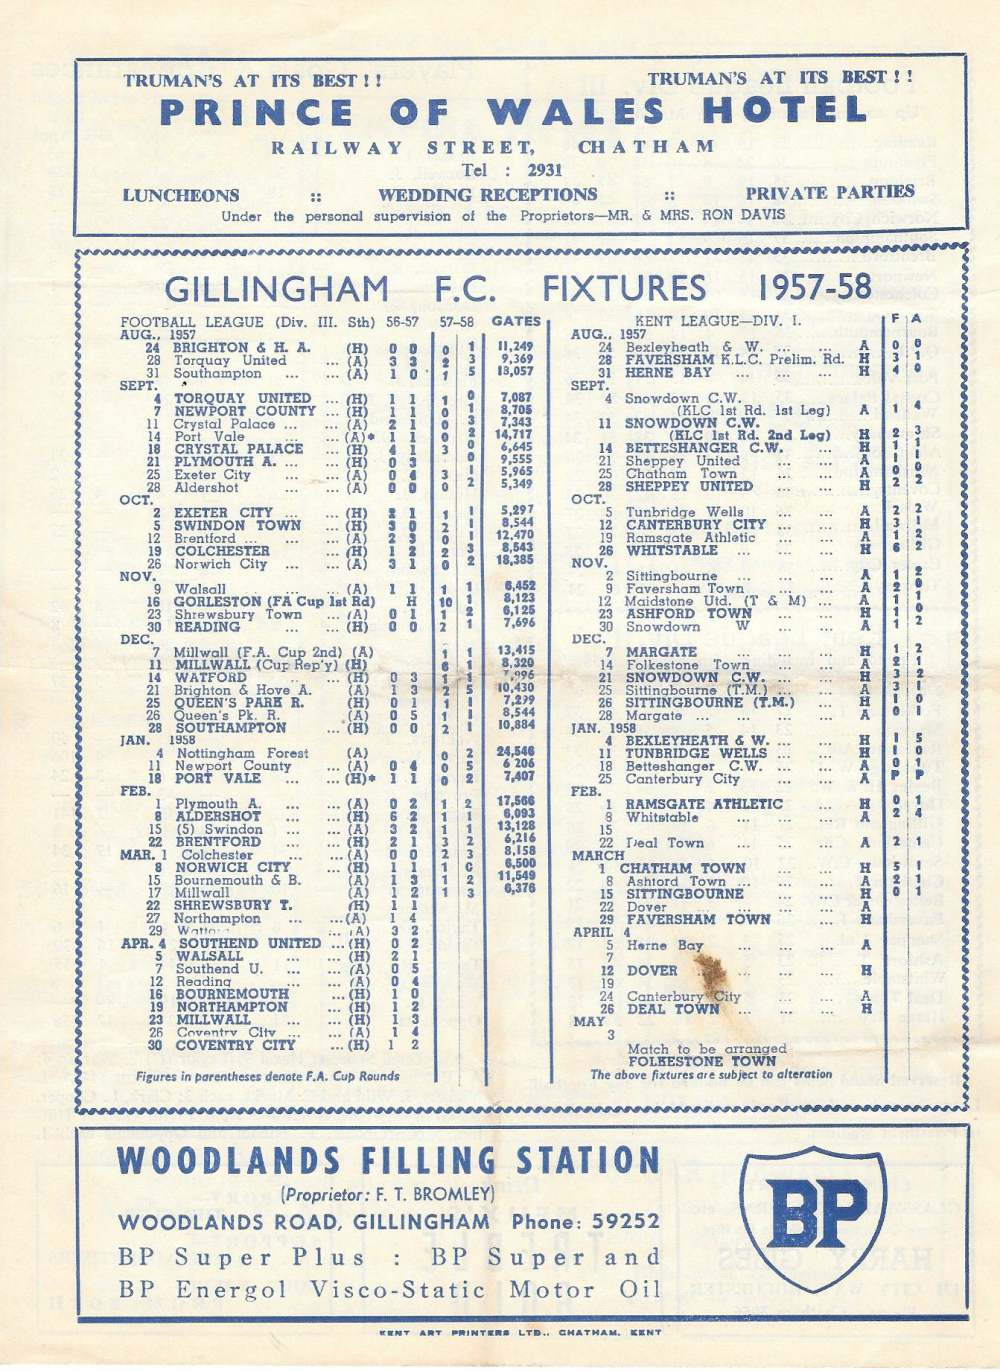 TRUMAN'S AT ITS BEST ! ! TRUMAN'S AT ITS BEST ! !
PRINCE OF WALES HOTEL
RAILWAY STREET, CHATHAM
Tel : 2931
LUNCHEONS :: WEDDING RECEPTIONS :: PRIVATE PARTIES
Under the personal supervision of the Proprietors—MR. & MRS. RON DAVIS
GILLINGHAM F.C. FIXTURES 1957-58
FOOTBALL LEAGUE (Div. III. Sth) 56-57 57-58 GATES
AUG., 1957
24 BRIGHTON & H. A. (H) 0 0 0 1 11,249
28 Torquay United ... (A) 3 3 2 3 9,369
31 Southampton ... ... (A) 1 0 1 5 13,057
SEPT.
4 TORQUAY UNITED ... (H) 1 1 1 0 7,087
7 NEWPORT COUNTY ... (H) 1 1 0 1 8,705
11 Crystal Palace ... ... (A) 2 1 0 3 7,343
14 Port Vale ... (A)* 1 1 0 2 14,717
18 CRYSTAL PALACE ... (H) 4 1 3 0 6,645
21 PLYMOUTH A. ... ... (H) 0 3 0 9,555
25 Exeter City ... ... (A) 0 4 3 1 5,965
28 Aldershot ... ... (A) 0 0 0 2 5,349
OCT.
2 EXETER CITY ... ... (H) 2 1 1 1 5,297
5 SWINDON TOWN ... (H) 3 0 2 1 8,544
12 Brentford ... ... ... (A) 2 3 0 1 12,470
19 COLCHESTER ... (H) 1 2 2 3 8,543
26 Norwich City ... ... (A) 3 1 0 2 18,385
NOV.
9 Walsall ... ... (A) 1 1 1 1 6,452
16 GORLESTON (FA Cup 1st Rd) H 10 1 8,123
23 Shrewsbury Town ... (A) 0 1 1 2 6,125
30 READING ... ... (H) 0 0 2 1 7,696
DEC.
7 Millwall (F.A. Cup 2nd) (A) 1 1 13,415
11 MILLWALL (Cup Rep'y) (H) 6 1 8,320
14 WATFORD ... ... (H) 0 3 1 1
21 Brighton & Hove A. (A) 1 3 2 5 10,430
25 QUEEN'S PARK R. (H) 0 1 1 1 7,299
26 Queen's Pk. R. (A) 0 5 1 1 8,544
28 SOUTHAMPTON ... (H) 0 0 2 1 10,884
JAN. 1958
4 Nottingham Forest (A) 0 2 24,546
11 Newport County ... (A) 0 4 0 5 6 206
18 PORT VALE ... ... (H)* 1 1 0 2 7,407
FEB.
1 Plymouth A. ... ... (A) 0 2 1 2 17,566
8 ALDERSHOT ... ... (H) 6 2 1 1 6,093
15 (5) Swindon ... ... (A) 3 2 1 1 13,128
22 BRENTFORD ... ... (H) 2 1 3 2 6,216
MAR. 1 Colchester ... ... (A) 0 0 2 3 8,158
8 NORWICH CITY ... (H) 1 1 1 0 6,500
15 Bournemouth & B. (A) 1 3 1 2 11,549
17 Millwall ... ... (A) 1 2 1 3 6,376
22 SHREWSBURY T. (H) 1 1
27 Northampton ... ...(A) 1 4
29 ... (A) 3 2
APR. 4 SOUTHEND UNITED ... (H) 0 2
5 WALSALL ... ... (H) 2 1
7 Southend U. ... ... (A) 0 5
12 Reading ... ... (A) 0 4
16 BOURNEMOUTH ... (H) 1 0
19 NORTHAMPTON ... (H) 1 2
23 MILLWALL ... ... (H) 1 3
26 Coventry City ... ... (A) 1 4
30 COVENTRY CITY ... (H) 1 2
Figures in parentheses denote F.A. Cup Rounds
KENT LEAGUE—DIV. I. F A
AUG., 1957
24 Bexleyheath & W. ... ... A 0 0
28 FAVERSHAM K.L.C. Prelim. Rd. H 3 1
31 HERNE BAY ... ... H 4 0
SEPT.
4 Snowdown C.W.
(KLC 1st Rd. 1st Leg) A 1 4
11 SNOWDOWN C.W.
(KLC 1st Rd. 2nd Leg) H 2 3
14 BETTESHANGER C.W. ... H 1 1
21 Sheppey United ... ... A 1 0
25 Chatham Town ... ... A 0 2
28 SHEPPEY UNITED ... H 2 2
OCT.
5 Tunbridge Wells ... ... A 2 2
12 CANTERBURY CITY ... ... H 3 1
19 Ramsgate Athletic ... ... A 1 2
26 WHITSTABLE ... ... H 6 2
NOV.
2 Sittingbourne ... ... ... A 1 2
9 Faversham Town ... ... A 2 0
12 Maidstone Utd. (T & M) ... A 1 1
23 ASHFORD TOWN ... ... H 1 0
30 Snowdown W ... A 1 2
DEC.
7 MARGATE ... ... ... H 1 2
14 Folkestone Town ... ... A 2 1
21 SNOWDOWN C.W. ... ... H 3 2
25 Sittingbourne (T.M.) ... ... A 3 1
26 SITTINGBOURNE (T.M.) ... H 1 0
28 Margate ... ... ... A 0 1
JAN. 1958
4 BEXLEYHEATH & W. ... ... H 1 5
11 TUNBRIDGE WELLS ... ... H 1 0
18 Betteshanger C.W. ... ... A 0 1
25 Canterbury City ... ... A P P
FEB.
1 RAMSGATE ATHLETIC ... H 0 1
8 Whitstable ... ... A 2 4
15
22 Deal Town ... ... ... A 2 1
MARCH
1 CHATHAM TOWN ... ... H 5 1
8 Ashford Town ... ... ... A 2 1
15 SITTINGBOURNE ... ... H 0 1
22 Dover ... ... ... A
29 FAVERSHAM TOWN ... H
APRIL 4
5 Herne Bay ... ... ... A
7
12 DOVER ... ... H
19
24 Canterbury City ... ... A
26 DEAL TOWN ... ... H
MAY
3
Match to be arranged
FOLKESTONE TOWN
The above fixtures are subject to alteration
WOODLANDS FILLING STATION
(Proprietor: F. T. BROMLEY)
WOODLANDS ROAD, GILLINGHAM Phone: 59252
BP Super Plus : BP Super and
BP Energol Visco-Static Motor Oil
BP
KENT ART PRINTERS LTD., CHATHAM, KENT